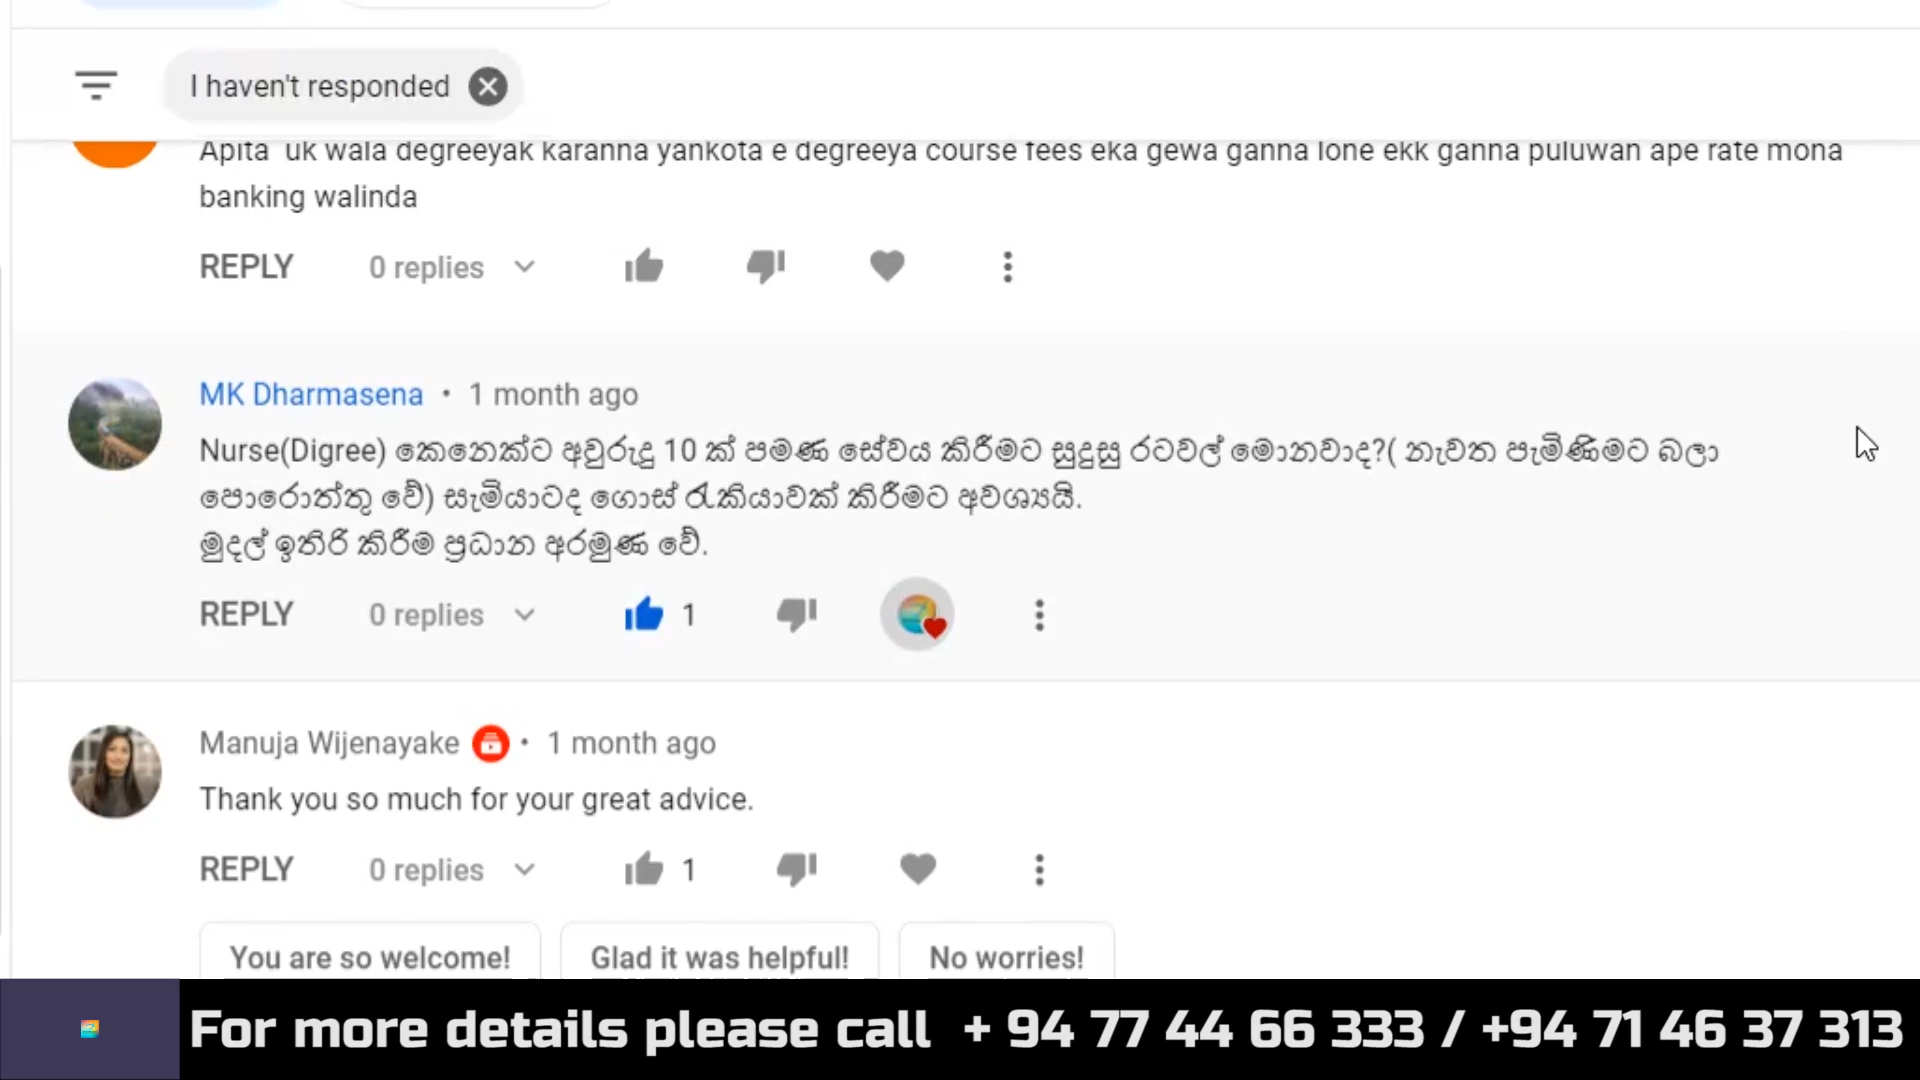 I haven't responded
Apita uk wala degreeyak karanna yankota e degreeya course fees eka gewa ganna lone ekk ganna puluwan ape rate mona
banking walinda
REPLY 0 replies
MK Dharmasena • 1 month ago
Nurse(Digree) කෙනෙක්ට අවුරුදු 10 ක් පමණ සේවය කිරීමට සුදුසු රටවල් මොනවාද?( නැවත පැමිණිමට බලා
පොරොත්තු වේ) සැමියාටද ගොස් රැකියාවක් කිරීමට අවශ්‍යයි.
මුදල් ඉතිරි කිරීම ප්‍රධාන අරමුණ වේ.
REPLY 0 replies 1
Manuja Wijenayake • 1 month ago
Thank you so much for your great advice.
REPLY 0 replies 1
You are so welcome! Glad it was helpful! No worries!
For more details please call + 94 77 44 66 333 / +94 71 46 37 313